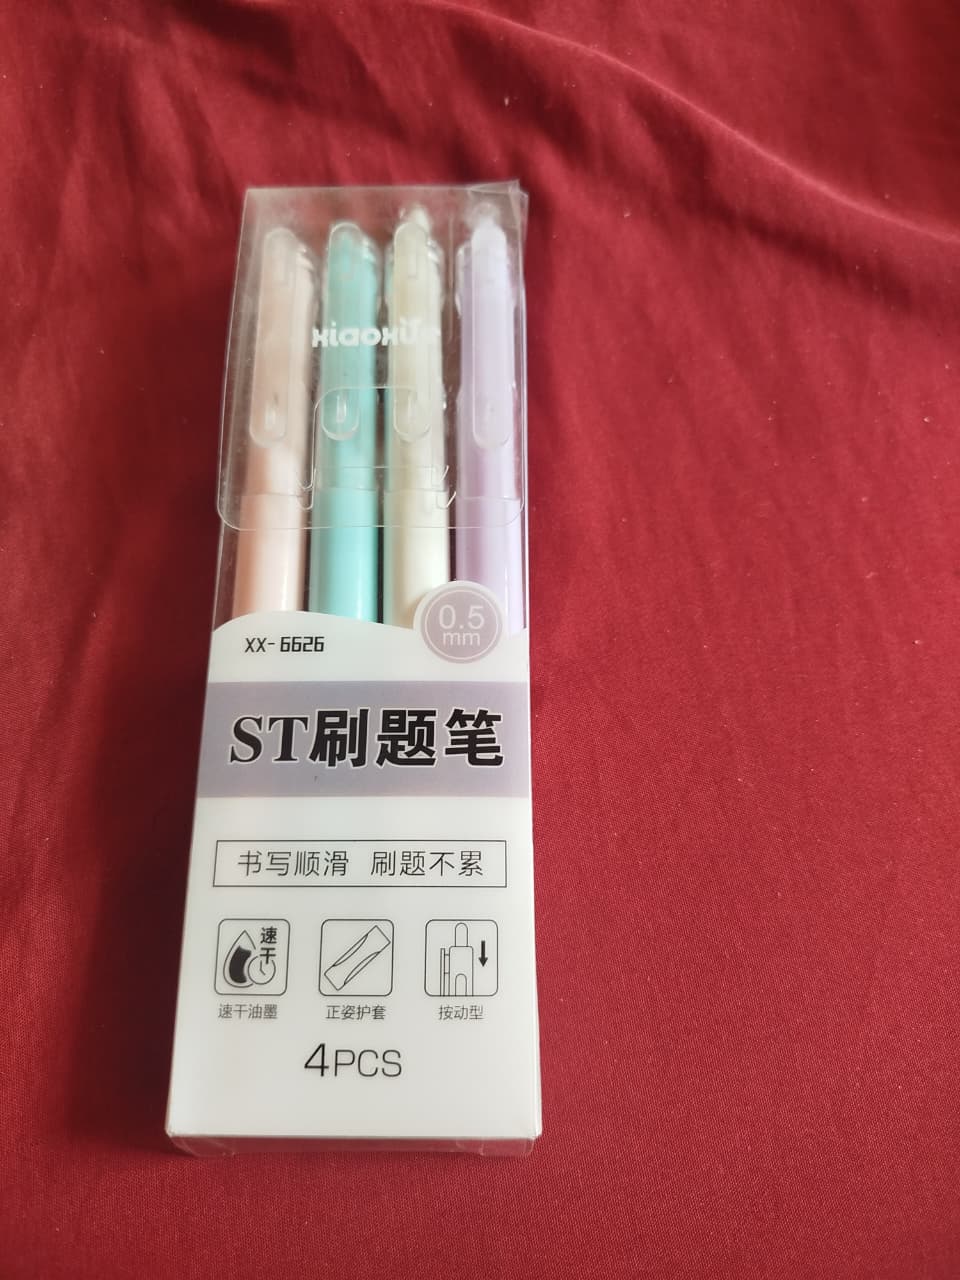 0.5
mm
XX-6626
ST刷题笔
书写顺滑 刷题不累
速干
速干油墨
正姿护套
按动型
4PCS